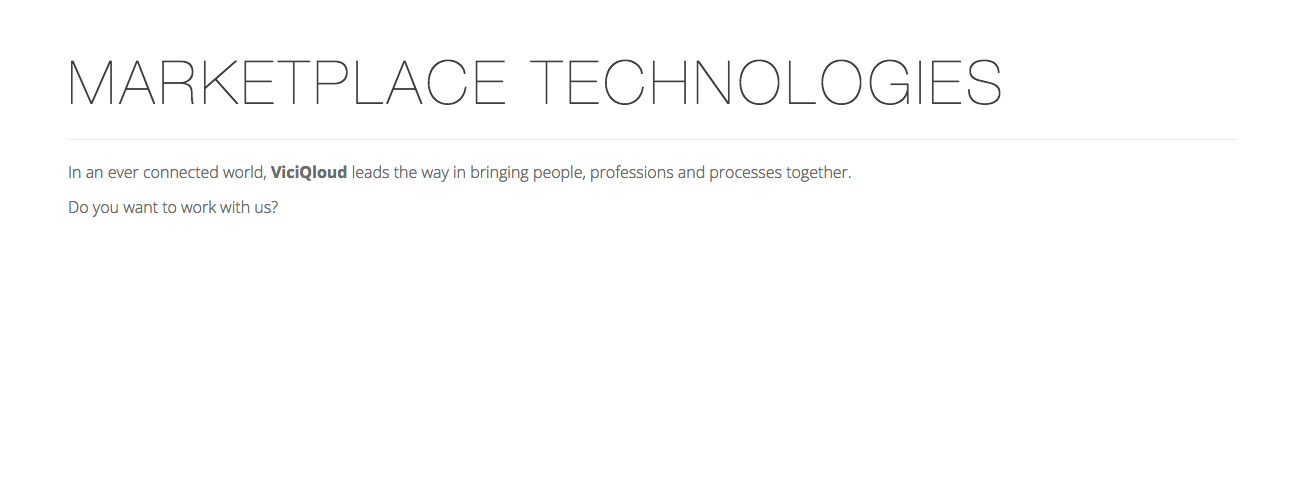 MARKETPLACE TECHNOLOGIES
In an ever connected world, ViciQloud leads the way in bringing people, professions and processes together.
Do you want to work with us?